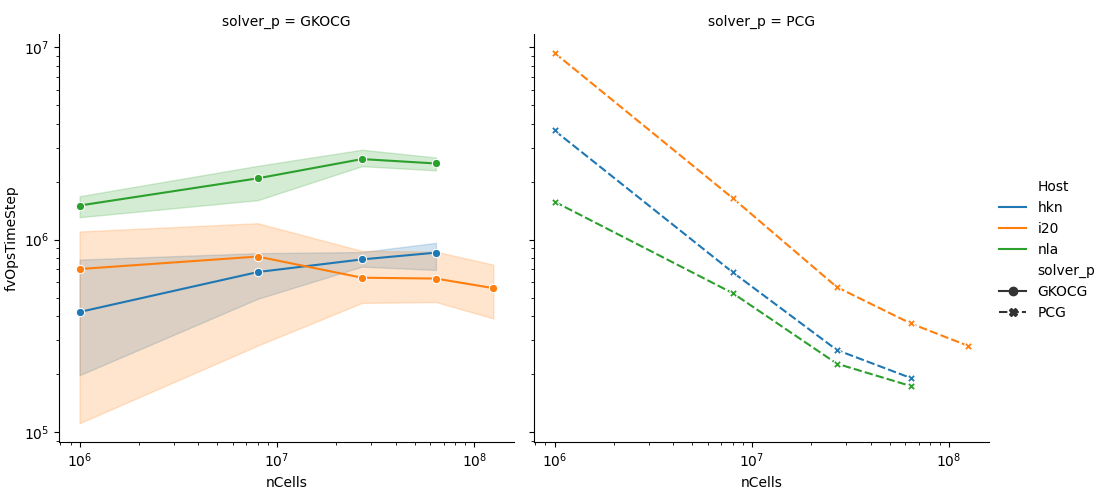 solver_p = GKOCG
solver_p = PCG
fvOpsTimeStep
10^7
10^6
10^5
10^6
10^7
10^8
nCells
10^6
10^7
10^8
nCells
Host
hkn
i20
nla
solver_p
GKOCG
PCG